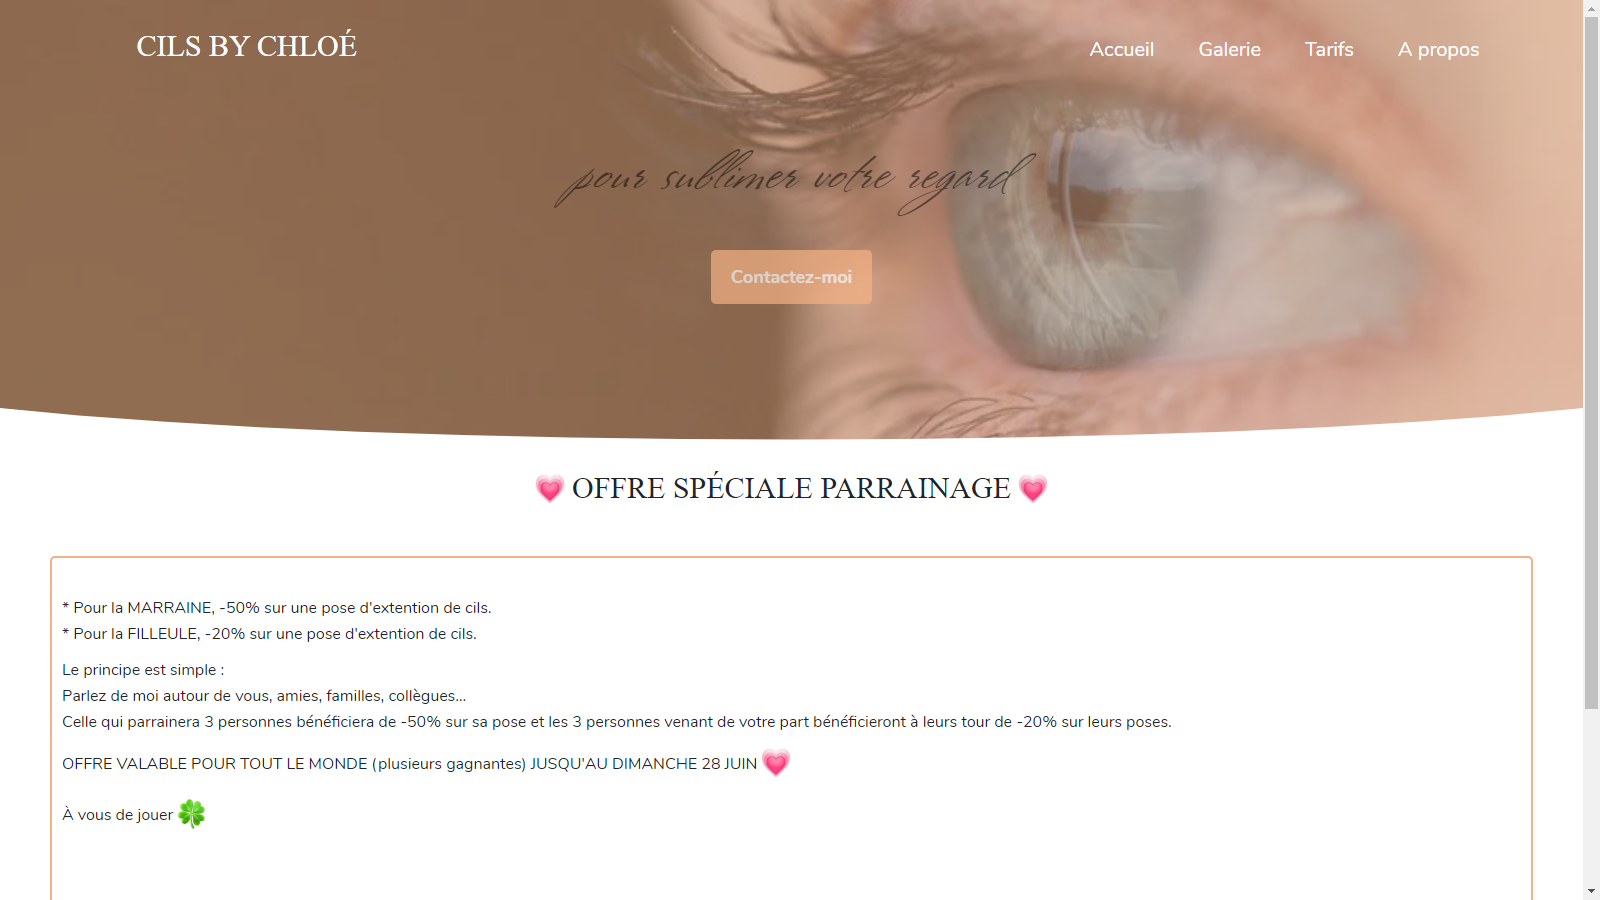 CILS BY CHLOÉ
Accueil
Galerie
Tarifs
A propos
pour sublimer votre regard
Contactez-moi
OFFRE SPÉCIALE PARRAINAGE
* Pour la MARRAINE, -50% sur une pose d'extention de cils.
* Pour la FILLEULE, -20% sur une pose d'extention de cils.
Le principe est simple :
Parlez de moi autour de vous, amies, familles, collègues...
Celle qui parrainera 3 personnes bénéficiera de -50% sur sa pose et les 3 personnes venant de votre part bénéficieront à leurs tour de -20% sur leurs poses.
OFFRE VALABLE POUR TOUT LE MONDE (plusieurs gagnantes) JUSQU'AU DIMANCHE 28 JUIN
À vous de jouer